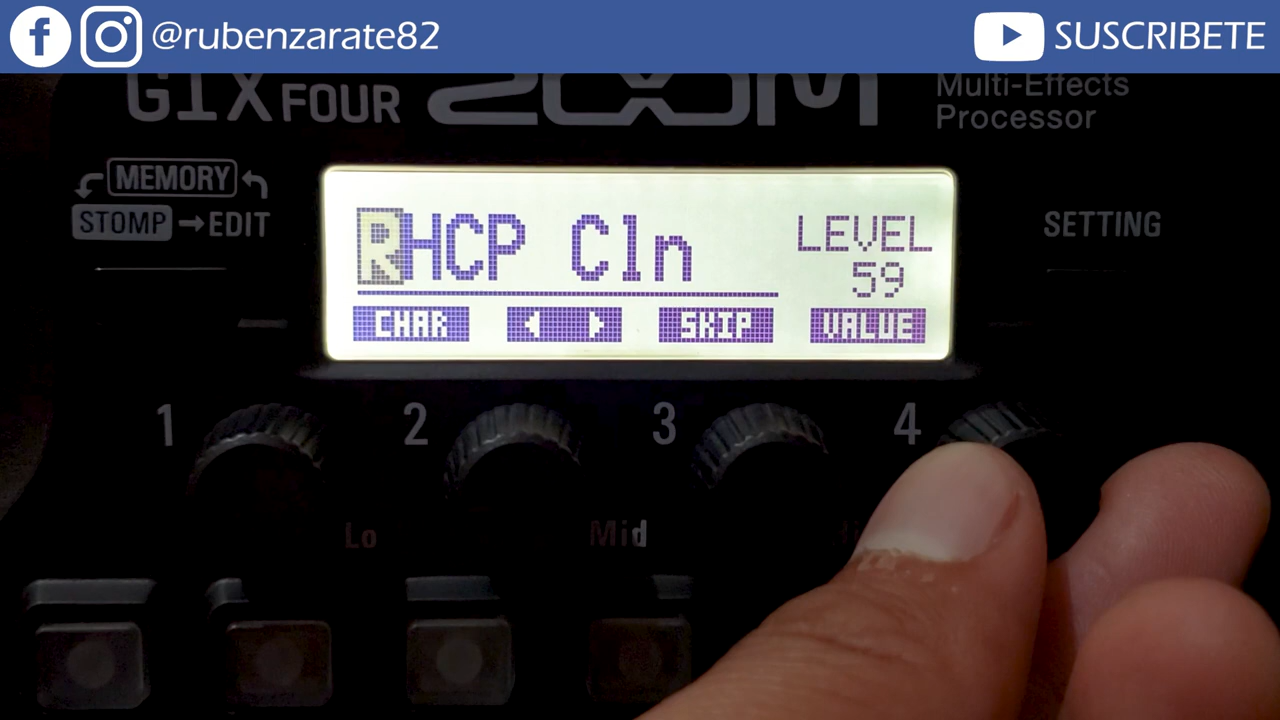 @rubenzarate82
SUSCRIBETE
G1X FOUR ZOOM Multi-Effects
Processor
MEMORY
STOMP → EDIT
SETTING
RHCP Cln
LEVEL
59
CHAR
SKIP
VALUE
1 2 3 4
Lo Mid